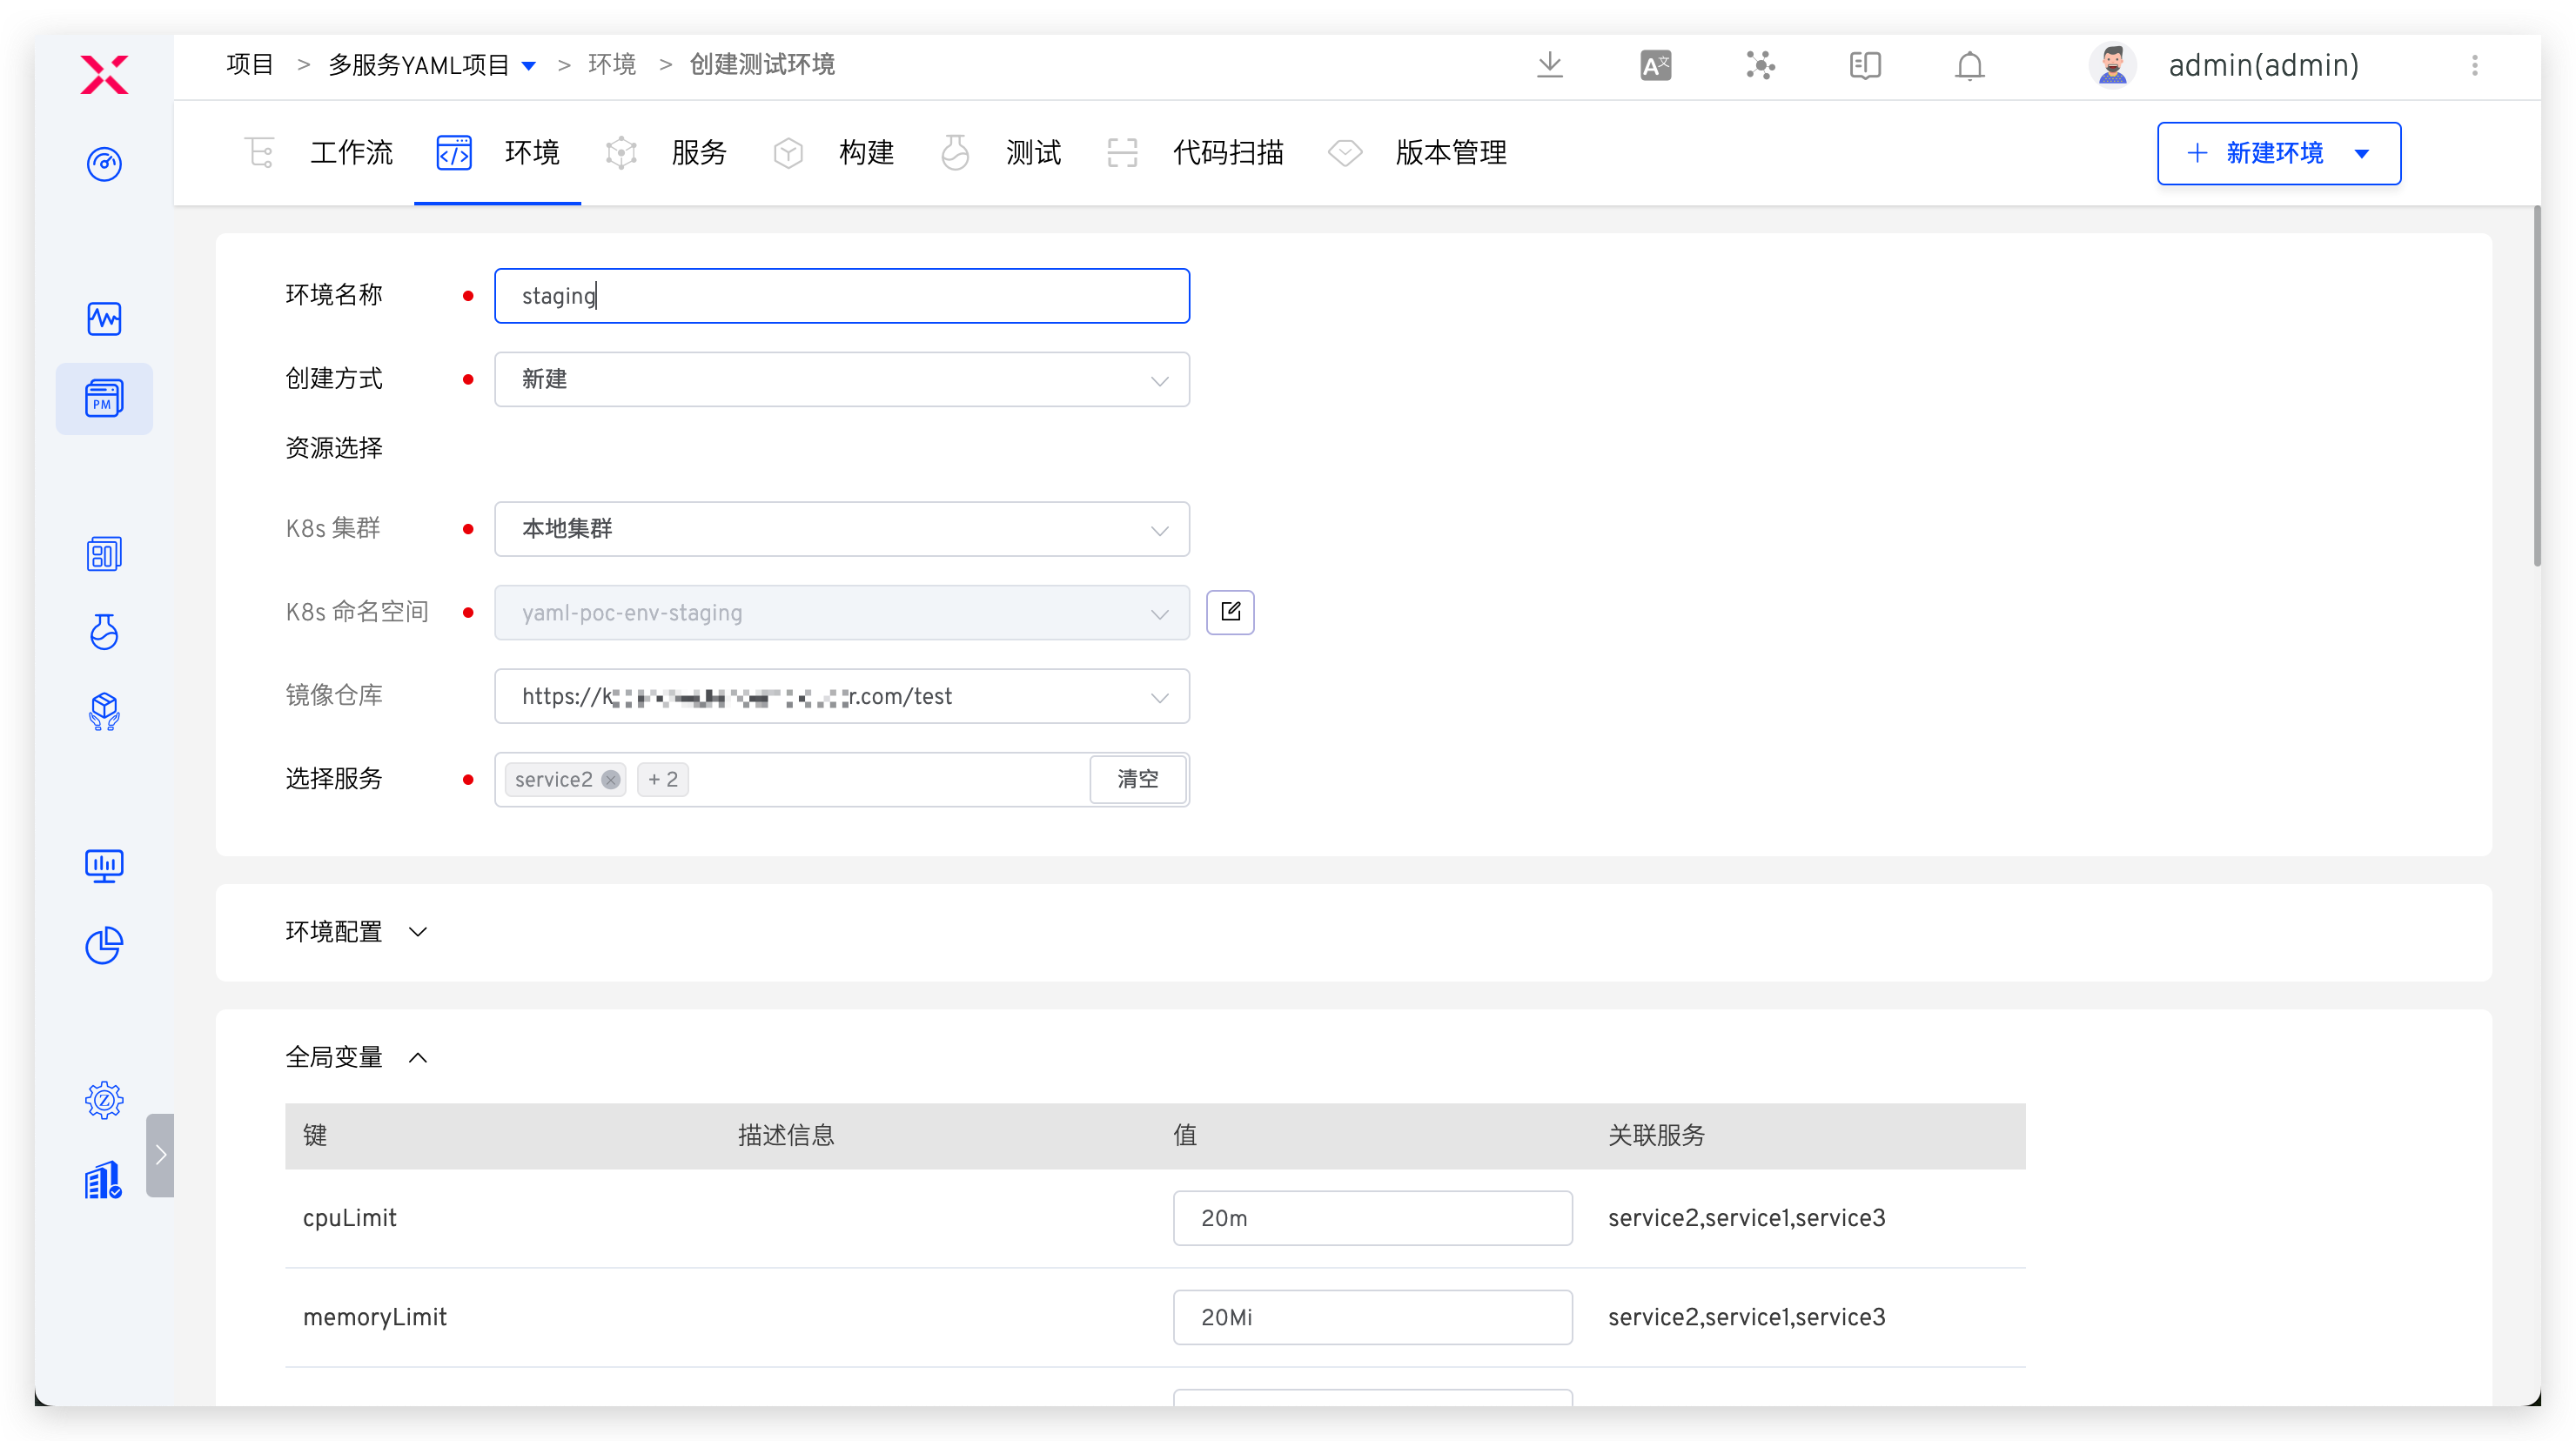 项目 > 多服务YAML项目 > 环境 > 创建测试环境
admin(admin)
工作流 环境 服务 构建 测试 代码扫描 版本管理
+ 新建环境
环境名称 staging
创建方式 新建
PM
资源选择
K8s 集群 本地集群
K8s 命名空间 yaml-poc-env-staging
镜像仓库 https://k r.com/test
选择服务 service2 + 2 清空
环境配置
全局变量
键 描述信息 值 关联服务
cpuLimit 20m service2,service1,service3
memoryLimit 20Mi service2,service1,service3